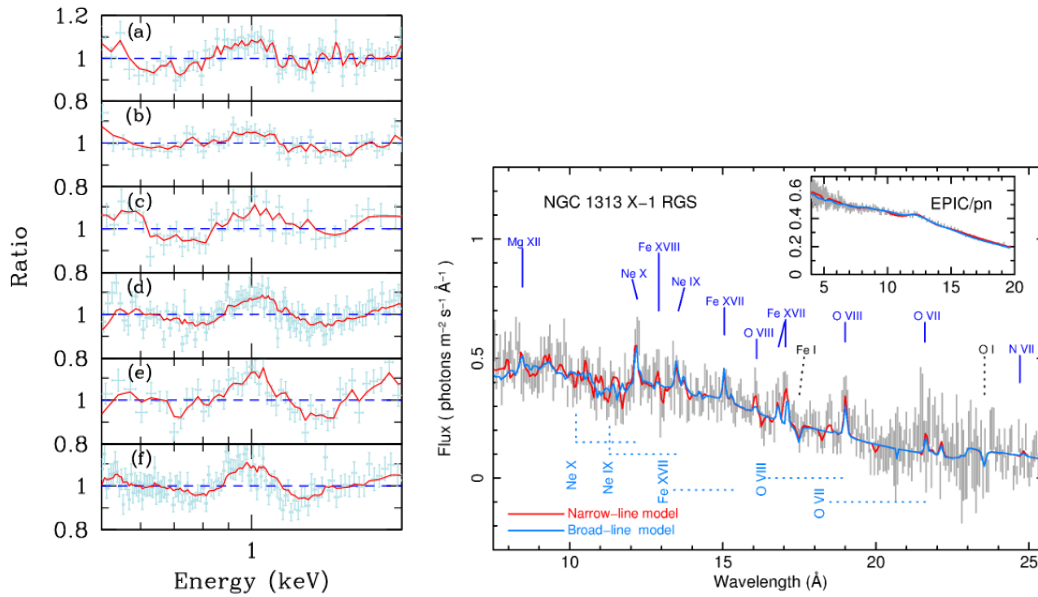 1.2
(a)
1
0.8
(b)
1
0.8
(c)
1
0.8
(d)
1
0.8
(e)
1
0.8
(f)
1
0.8
1
Ratio
Energy (keV)
NGC 1313 X−1 RGS
EPIC/pn
0.6
0.4
0.2
0
5 10 15 20
Mg XII
Fe XVIII
Ne X
Ne IX
Fe XVII
O VIII
Fe XVII
O VIII
O VII
Fe I
O I
N VII
1
0.5
0
Flux ( photons m−2 s−1 Å−1 )
Ne X
Ne IX
Fe XVII
O VIII
O VII
Narrow−line model
Broad−line model
10 15 20 25
Wavelength (Å)